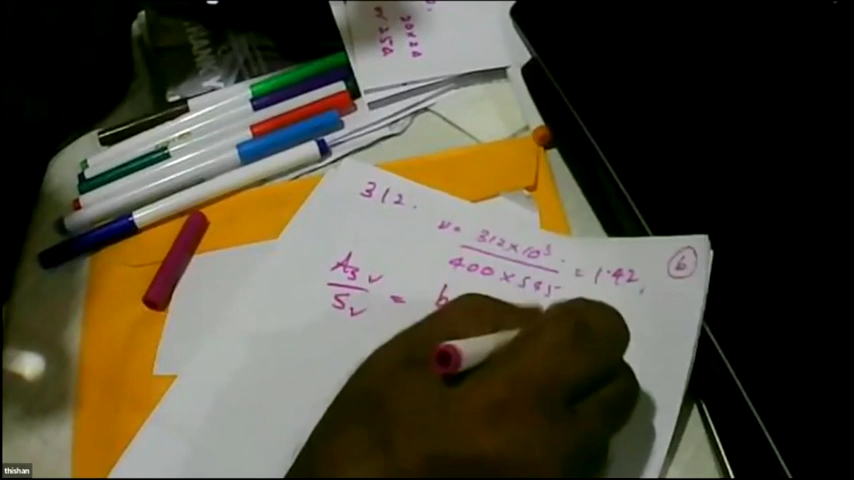 312.
v = 312×10³ / 400×545 = 1.42,
6
Asv / Sv = b
thishan